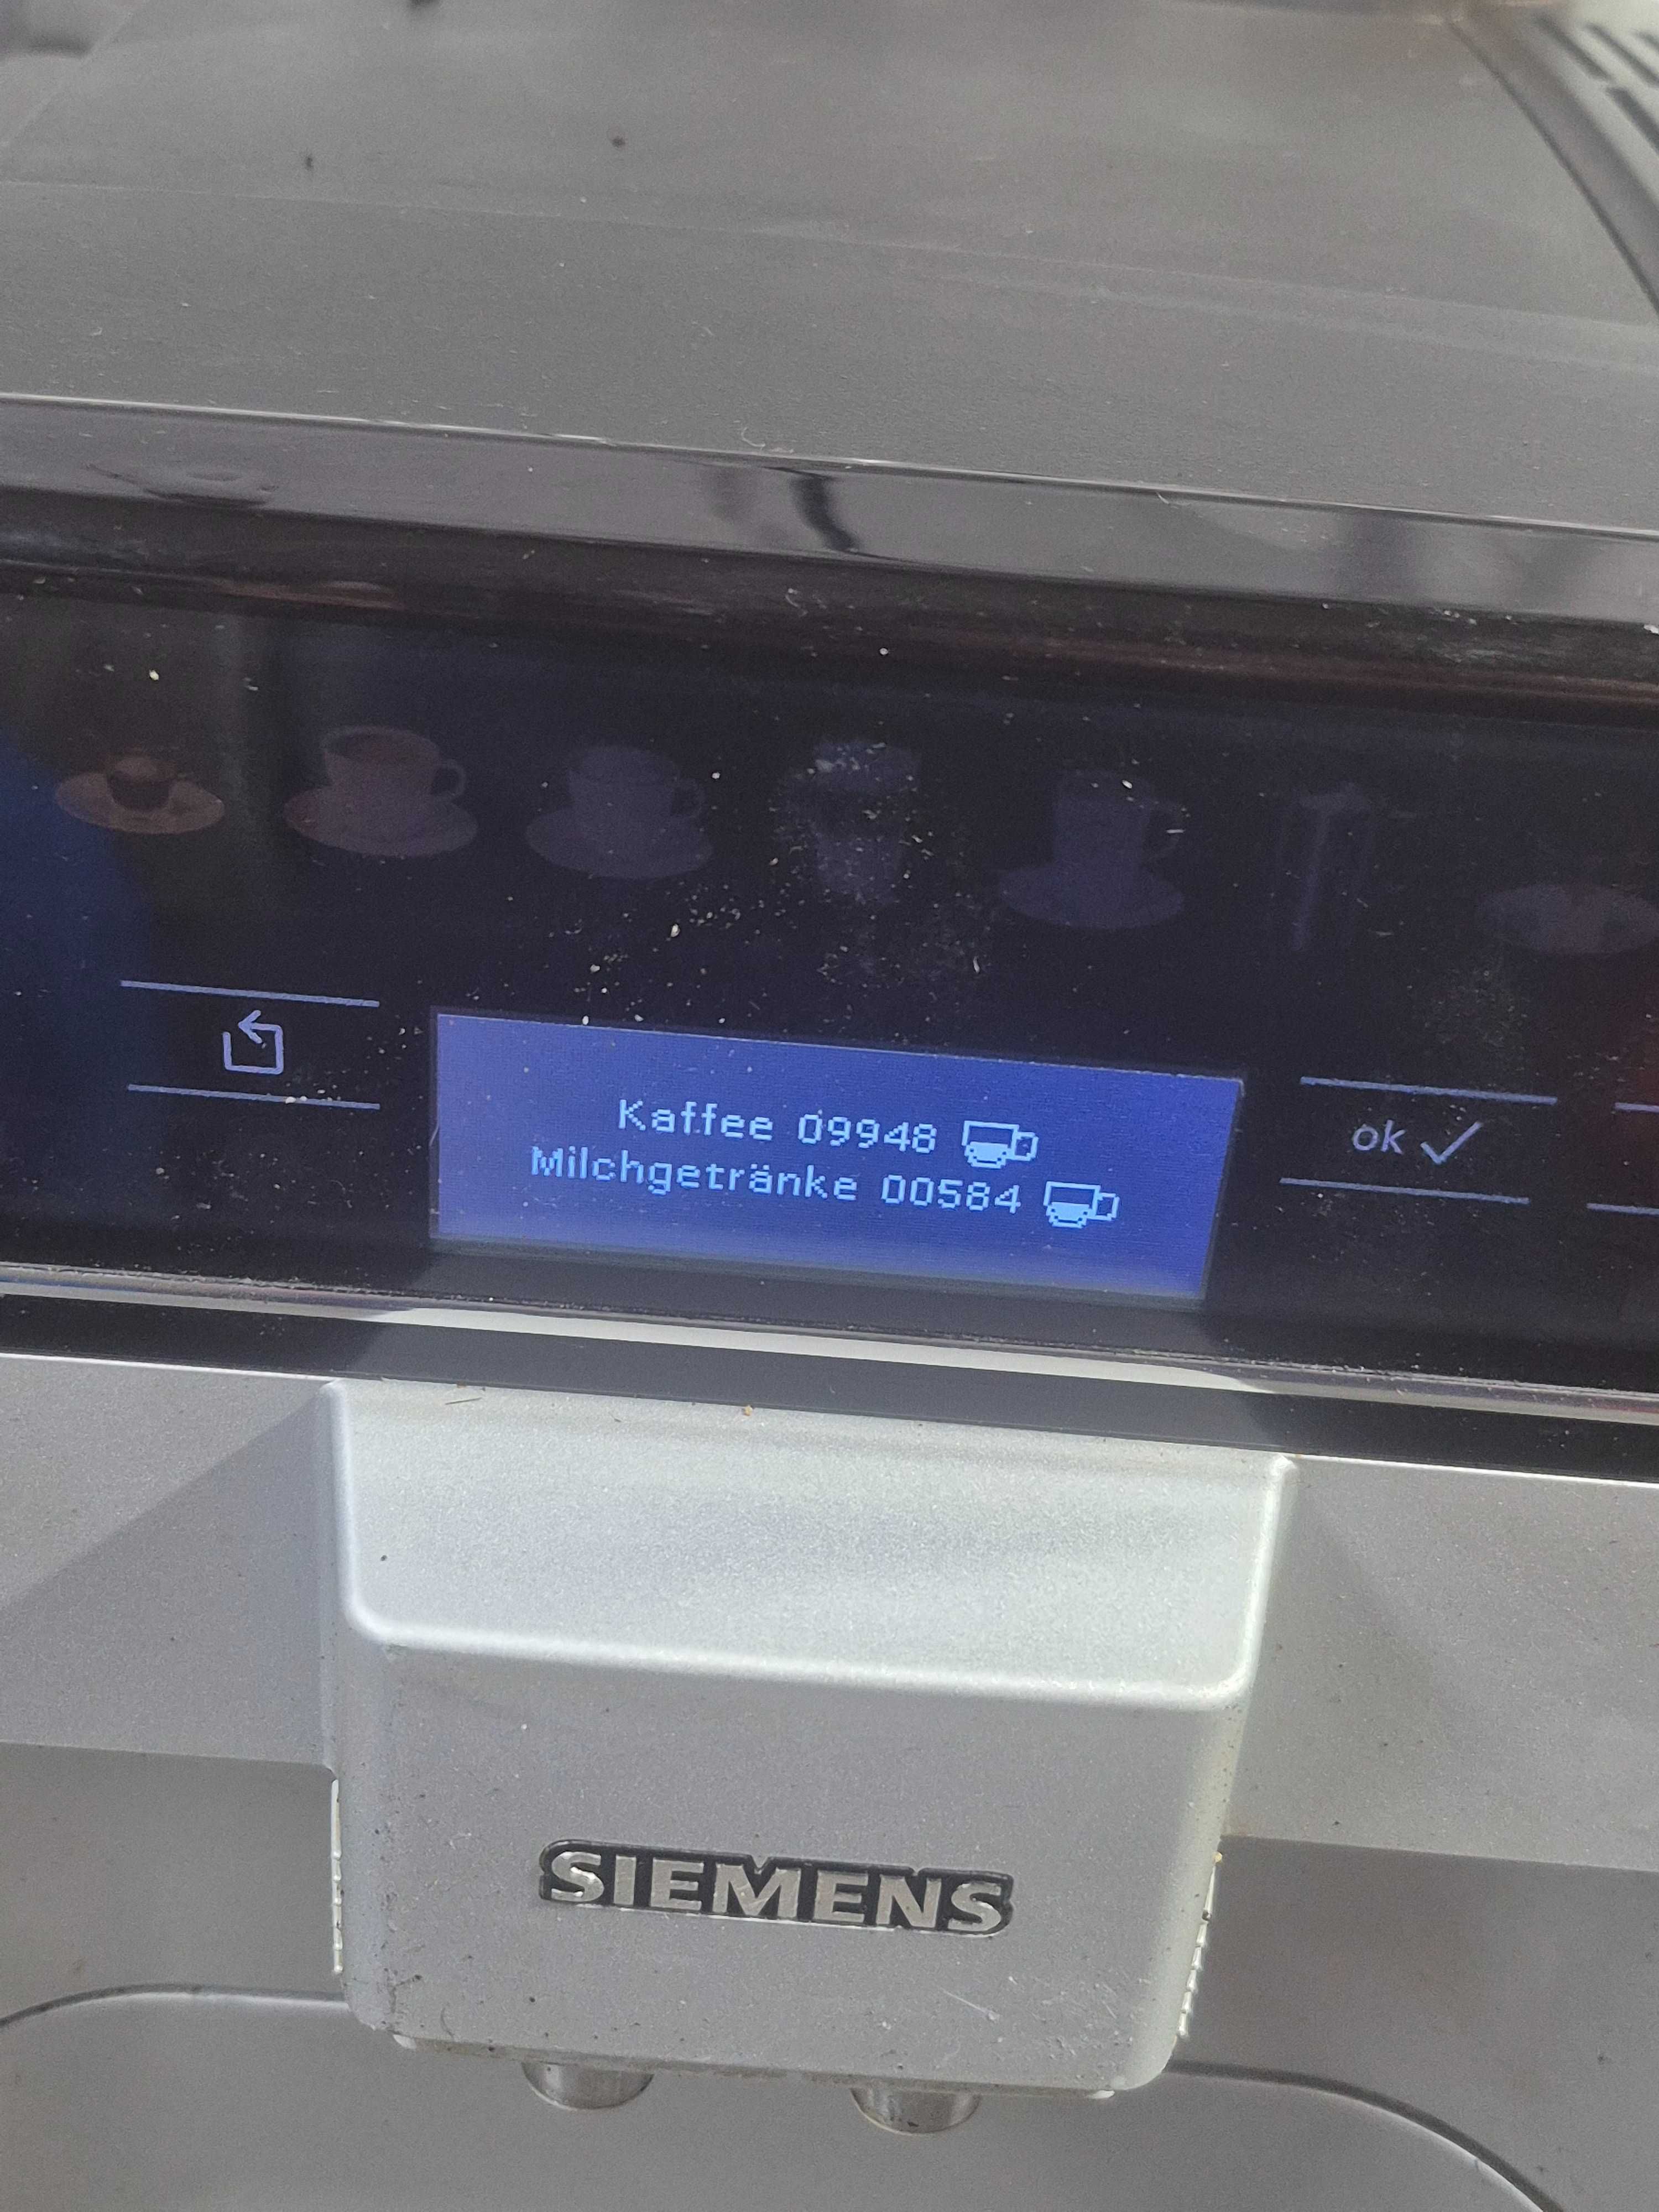 Kaffee 09948
Milchgetränke 00584
ok
SIEMENS